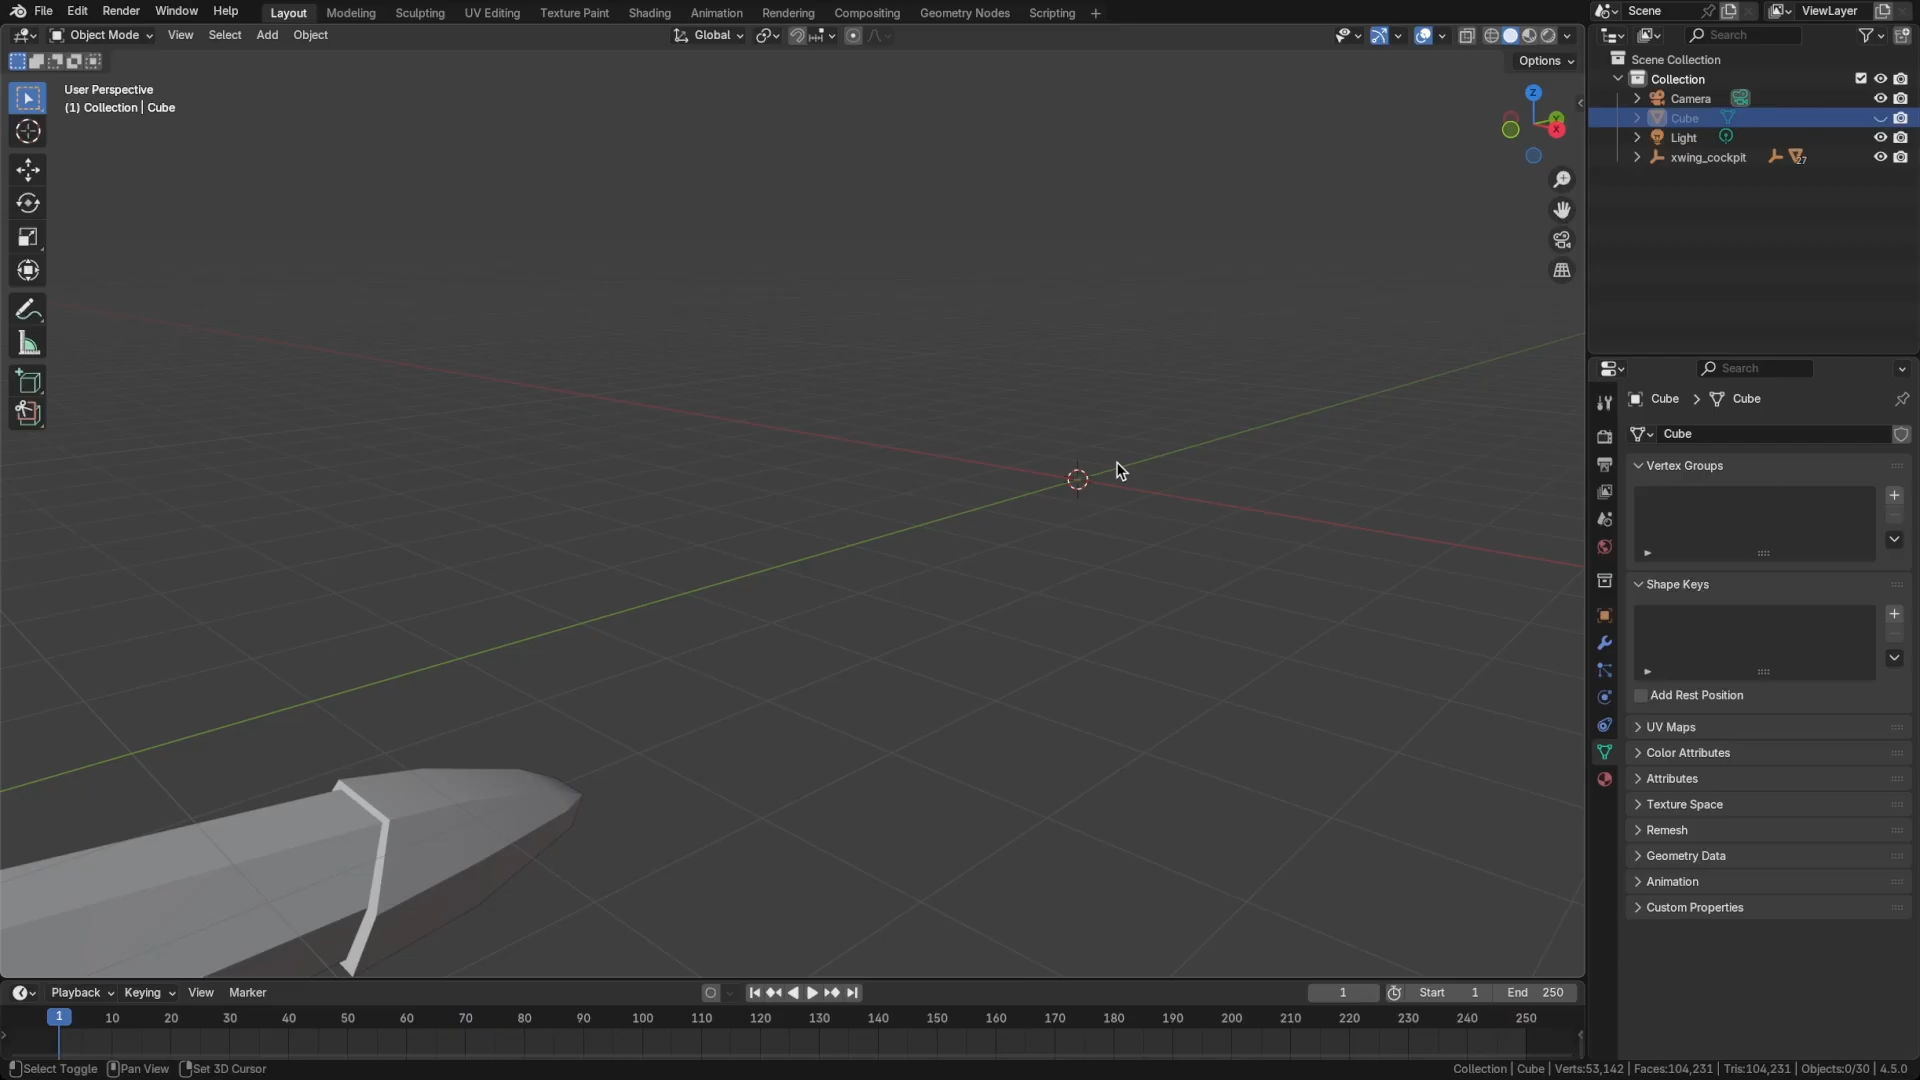 File Edit Render Window Help Layout Modeling Sculpting UV Editing Texture Paint Shading Animation Rendering Compositing Geometry Nodes Scripting + Scene ViewLayer
Object Mode View Select Add Object Global Search
Options
User Perspective
(1) Collection | Cube
Z
Y
X
Scene Collection
Collection
Camera
Cube
Light
xwing_cockpit 27
Search
Cube > Cube
Cube
Vertex Groups
Shape Keys
Add Rest Position
UV Maps
Color Attributes
Attributes
Texture Space
Remesh
Geometry Data
Animation
Custom Properties
Playback Keying View Marker 1 Start 1 End 250
1 10 20 30 40 50 60 70 80 90 100 110 120 130 140 150 160 170 180 190 200 210 220 230 240 250
Select Toggle Pan View Set 3D Cursor Collection | Cube | Verts:53,142 | Faces:104,231 | Tris:104,231 | Objects:0/30 | 4.5.0